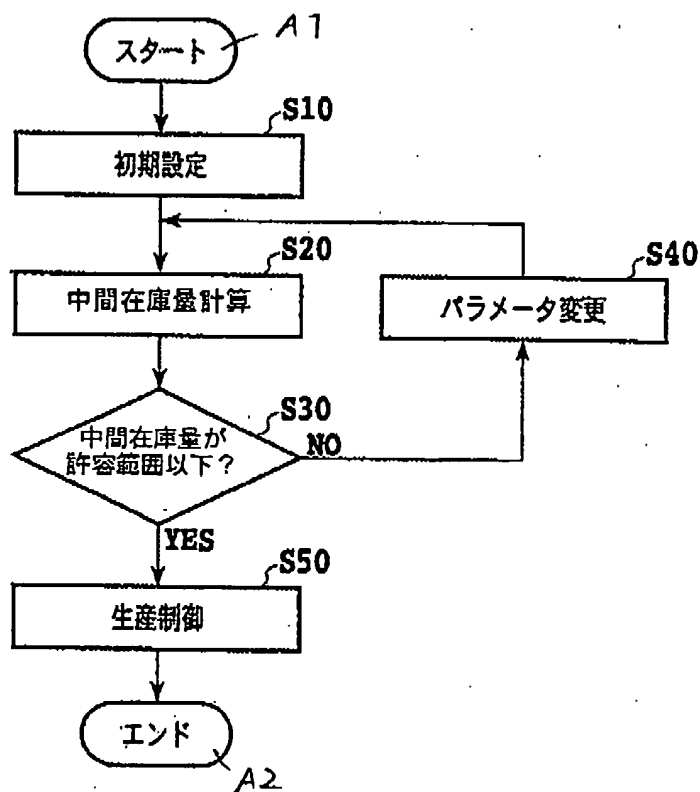 スタート
A1
S10
初期設定
S20
中間在庫量計算
S40
パラメータ変更
S30
中間在庫量が
許容範囲以下？
NO
YES
S50
生産制御
エンド
A2